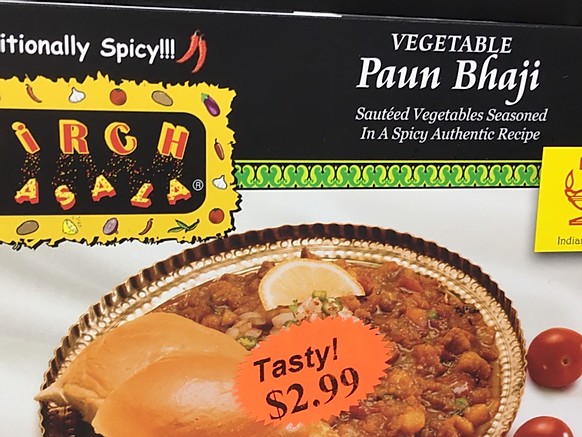 itionally Spicy!!!
VEGETABLE
Paun Bhaji
Sautéed Vegetables Seasoned
In A Spicy Authentic Recipe
iRCH
ASALA®
Indian
Tasty!
$2.99